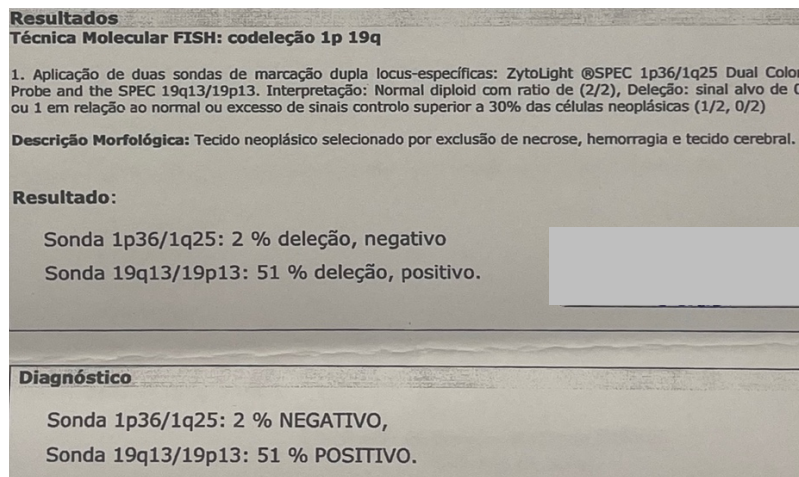 Resultados
Técnica Molecular FISH: codeleção 1p 19q
1. Aplicação de duas sondas de marcação dupla locus-específicas: ZytoLight ®SPEC 1p36/1q25 Dual Color
Probe and the SPEC 19q13/19p13. Interpretação: Normal diploid com ratio de (2/2), Deleção: sinal alvo de 0
ou 1 em relação ao normal ou excesso de sinais controlo superior a 30% das células neoplásicas (1/2, 0/2)
Descrição Morfológica: Tecido neoplásico selecionado por exclusão de necrose, hemorragia e tecido cerebral.
Resultado:
Sonda 1p36/1q25: 2 % deleção, negativo
Sonda 19q13/19p13: 51 % deleção, positivo.
Diagnóstico
Sonda 1p36/1q25: 2 % NEGATIVO,
Sonda 19q13/19p13: 51 % POSITIVO.